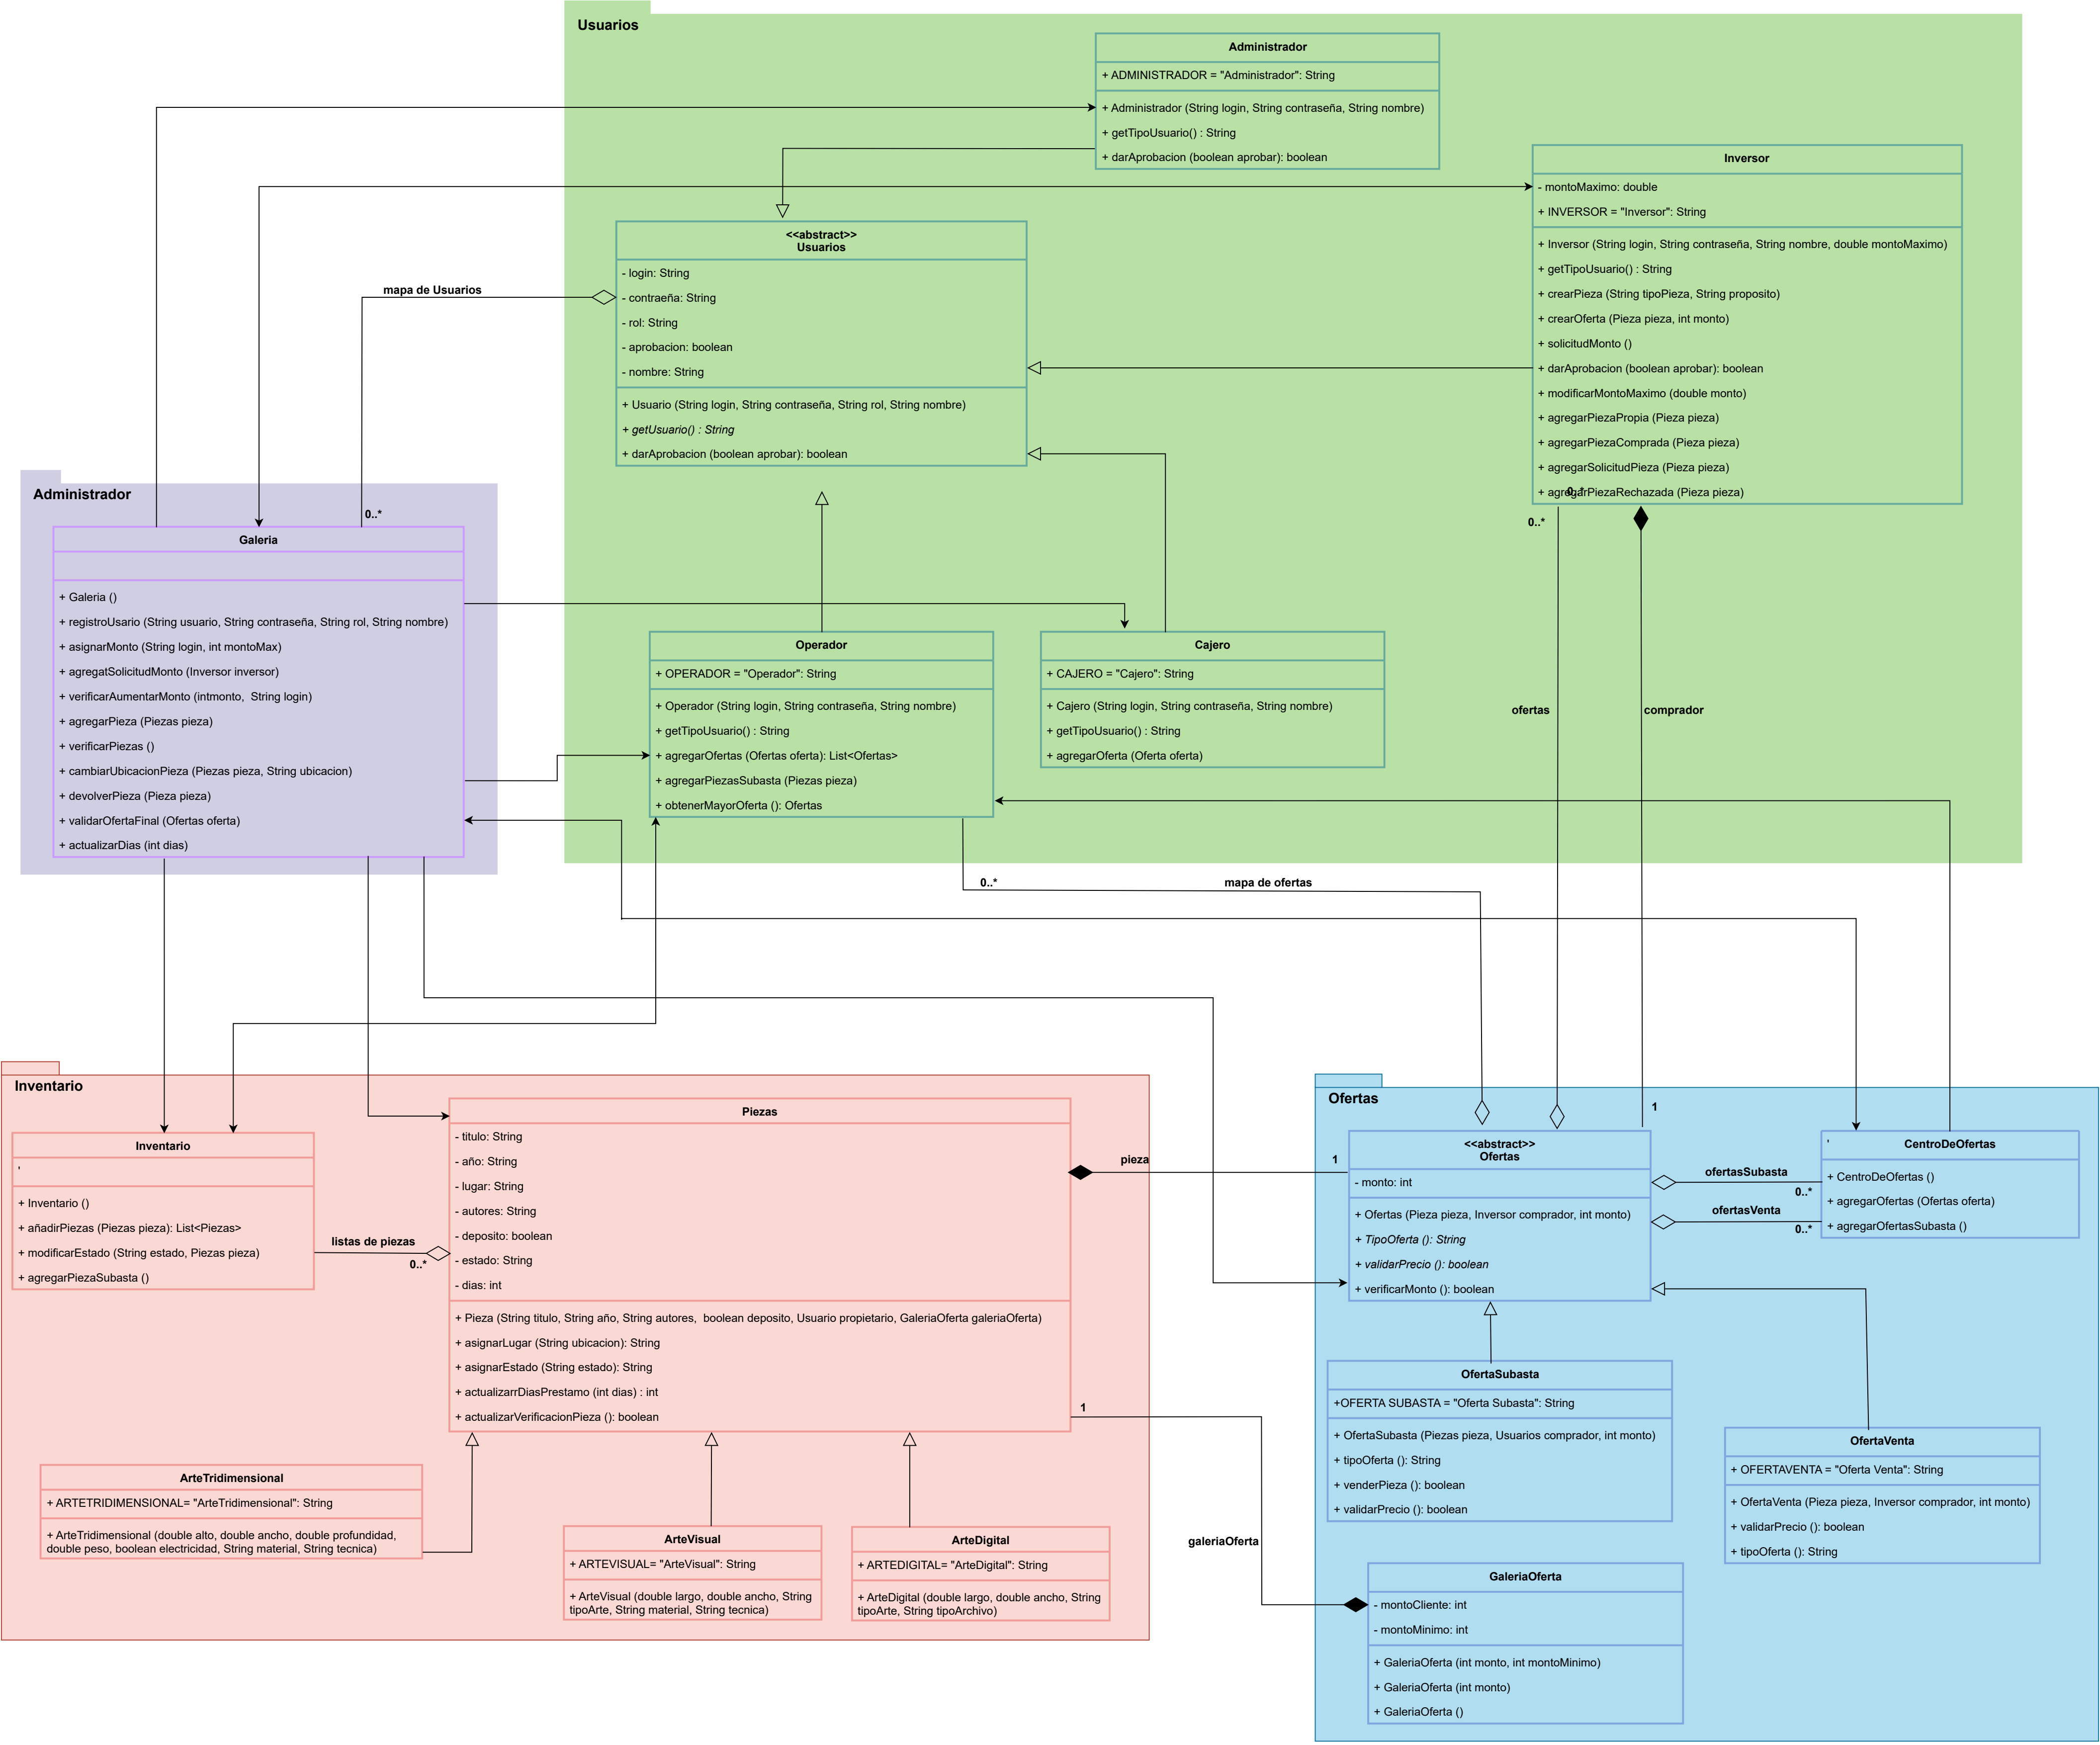 Usuarios
Administrador
+ ADMINISTRADOR = "Administrador": String
+ Administrador (String login, String contraseña, String nombre)
+ getTipoUsuario() : String
+ darAprobacion (boolean aprobar): boolean
Inversor
- montoMaximo: double
+ INVERSOR = "Inversor": String
+ Inversor (String login, String contraseña, String nombre, double montoMaximo)
+ getTipoUsuario() : String
+ crearPieza (String tipoPieza, String proposito)
+ crearOferta (Pieza pieza, int monto)
+ solicitudMonto ()
+ darAprobacion (boolean aprobar): boolean
+ modificarMontoMaximo (double monto)
+ agregarPiezaPropia (Pieza pieza)
+ agregarPiezaComprada (Pieza pieza)
+ agregarSolicitudPieza (Pieza pieza)
+ agregarPiezaRechazada (Pieza pieza)
0..*
0..*
<<abstract>>
Usuarios
- login: String
- contraeña: String
- rol: String
- aprobacion: boolean
- nombre: String
+ Usuario (String login, String contraseña, String rol, String nombre)
+ getUsuario() : String
+ darAprobacion (boolean aprobar): boolean
mapa de Usuarios
0..*
Administrador
Galeria
+ Galeria ()
+ registroUsario (String usuario, String contraseña, String rol, String nombre)
+ asignarMonto (String login, int montoMax)
+ agregatSolicitudMonto (Inversor inversor)
+ verificarAumentarMonto (intmonto,  String login)
+ agregarPieza (Piezas pieza)
+ verificarPiezas ()
+ cambiarUbicacionPieza (Piezas pieza, String ubicacion)
+ devolverPieza (Pieza pieza)
+ validarOfertaFinal (Ofertas oferta)
+ actualizarDias (int dias)
Operador
+ OPERADOR = "Operador": String
+ Operador (String login, String contraseña, String nombre)
+ getTipoUsuario() : String
+ agregarOfertas (Ofertas oferta): List<Ofertas>
+ agregarPiezasSubasta (Piezas pieza)
+ obtenerMayorOferta (): Ofertas
Cajero
+ CAJERO = "Cajero": String
+ Cajero (String login, String contraseña, String nombre)
+ getTipoUsuario() : String
+ agregarOferta (Oferta oferta)
ofertas
comprador
0..*
mapa de ofertas
Inventario
Inventario
'
+ Inventario ()
+ añadirPiezas (Piezas pieza): List<Piezas>
+ modificarEstado (String estado, Piezas pieza)
+ agregarPiezaSubasta ()
listas de piezas
0..*
Piezas
- titulo: String
- año: String
- lugar: String
- autores: String
- deposito: boolean
- estado: String
- dias: int
+ Pieza (String titulo, String año, String autores,  boolean deposito, Usuario propietario, GaleriaOferta galeriaOferta)
+ asignarLugar (String ubicacion): String
+ asignarEstado (String estado): String
+ actualizarrDiasPrestamo (int dias) : int
+ actualizarVerificacionPieza (): boolean
pieza
1
1
ArteTridimensional
+ ARTETRIDIMENSIONAL= "ArteTridimensional": String
+ ArteTridimensional (double alto, double ancho, double profundidad,
double peso, boolean electricidad, String material, String tecnica)
ArteVisual
+ ARTEVISUAL= "ArteVisual": String
+ ArteVisual (double largo, double ancho, String
tipoArte, String material, String tecnica)
ArteDigital
+ ARTEDIGITAL= "ArteDigital": String
+ ArteDigital (double largo, double ancho, String
tipoArte, String tipoArchivo)
galeriaOferta
Ofertas
1
<<abstract>>
Ofertas
- monto: int
+ Ofertas (Pieza pieza, Inversor comprador, int monto)
+ TipoOferta (): String
+ validarPrecio (): boolean
+ verificarMonto (): boolean
ofertasSubasta
0..*
ofertasVenta
0..*
'
CentroDeOfertas
+ CentroDeOfertas ()
+ agregarOfertas (Ofertas oferta)
+ agregarOfertasSubasta ()
OfertaSubasta
+OFERTA SUBASTA = "Oferta Subasta": String
+ OfertaSubasta (Piezas pieza, Usuarios comprador, int monto)
+ tipoOferta (): String
+ venderPieza (): boolean
+ validarPrecio (): boolean
OfertaVenta
+ OFERTAVENTA = "Oferta Venta": String
+ OfertaVenta (Pieza pieza, Inversor comprador, int monto)
+ validarPrecio (): boolean
+ tipoOferta (): String
GaleriaOferta
- montoCliente: int
- montoMinimo: int
+ GaleriaOferta (int monto, int montoMinimo)
+ GaleriaOferta (int monto)
+ GaleriaOferta ()